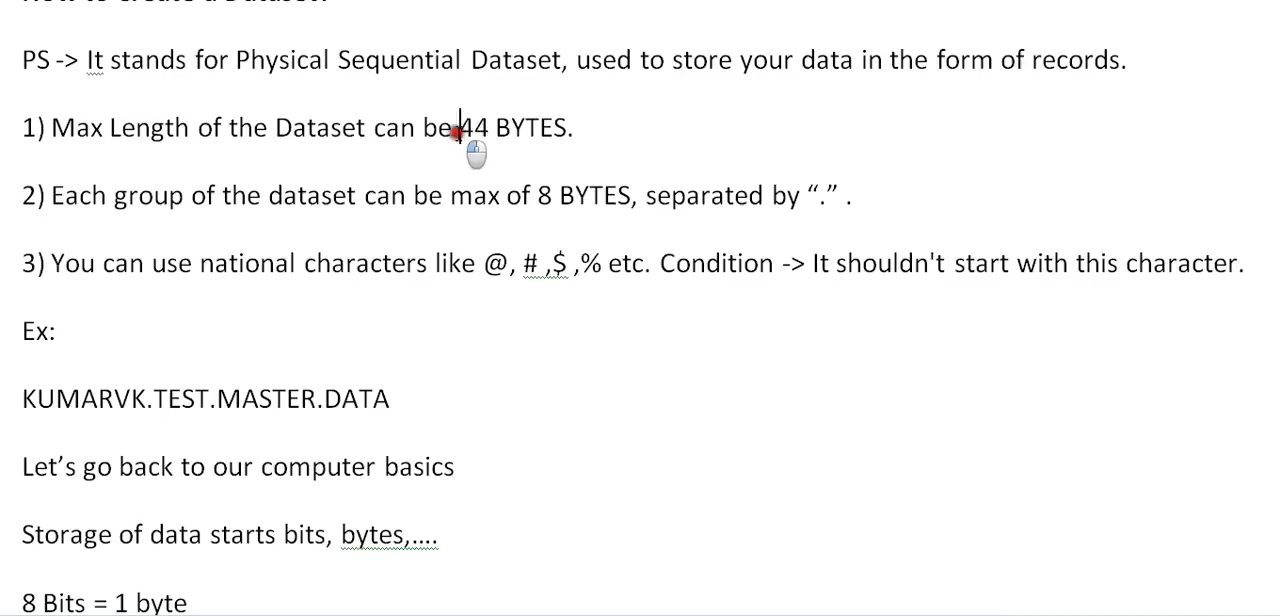 PS -> It stands for Physical Sequential Dataset, used to store your data in the form of records.
1) Max Length of the Dataset can be 44 BYTES.
2) Each group of the dataset can be max of 8 BYTES, separated by “.” .
3) You can use national characters like @, # ,$ ,% etc. Condition -> It shouldn't start with this character.
Ex:
KUMARVK.TEST.MASTER.DATA
Let’s go back to our computer basics
Storage of data starts bits, bytes,....
8 Bits = 1 byte